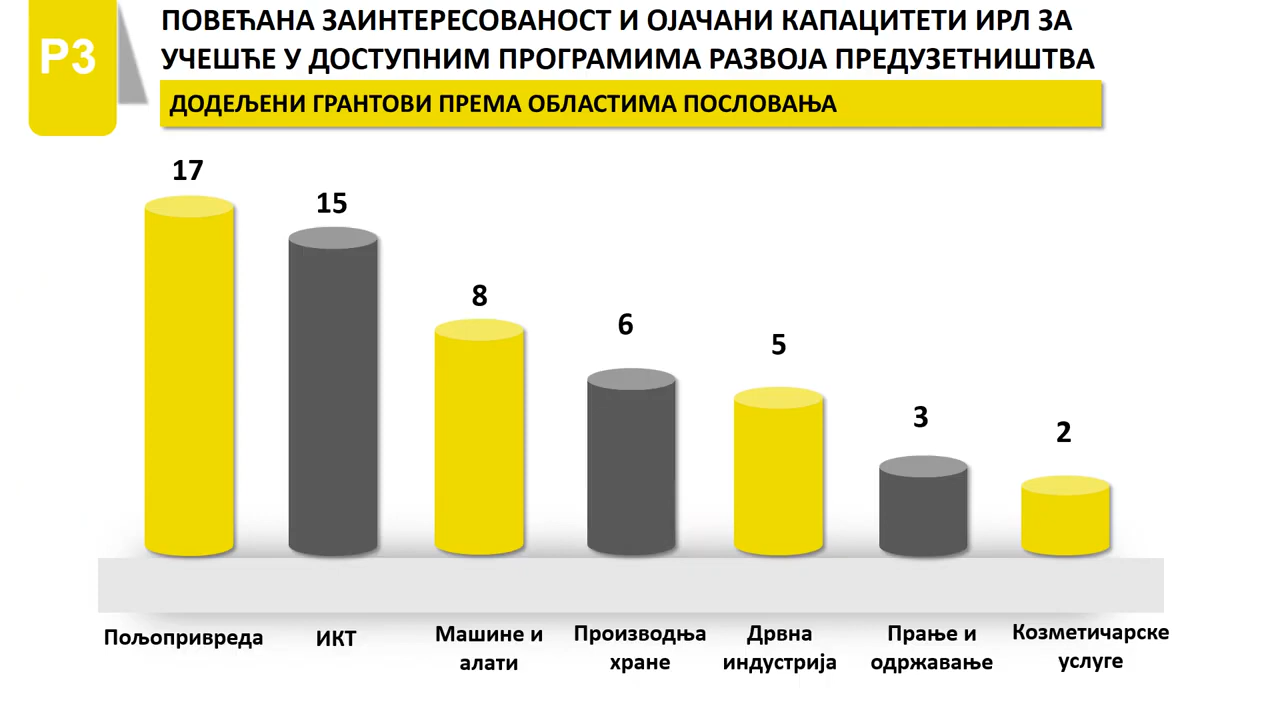 Р3
ПОВЕЋАНА ЗАИНТЕРЕСОВАНОСТ И ОЈАЧАНИ КАПАЦИТЕТИ ИРЛ ЗА
УЧЕШЋЕ У ДОСТУПНИМ ПРОГРАМИМА РАЗВОЈА ПРЕДУЗЕТНИШТВА
ДОДЕЉЕНИ ГРАНТОВИ ПРЕМА ОБЛАСТИМА ПОСЛОВАЊА
17
15
8
6
5
3
2
Пољопривреда
ИКТ
Машине и
алати
Производња
хране
Дрвна
индустрија
Прање и
одржавање
Козметичарске
услуге